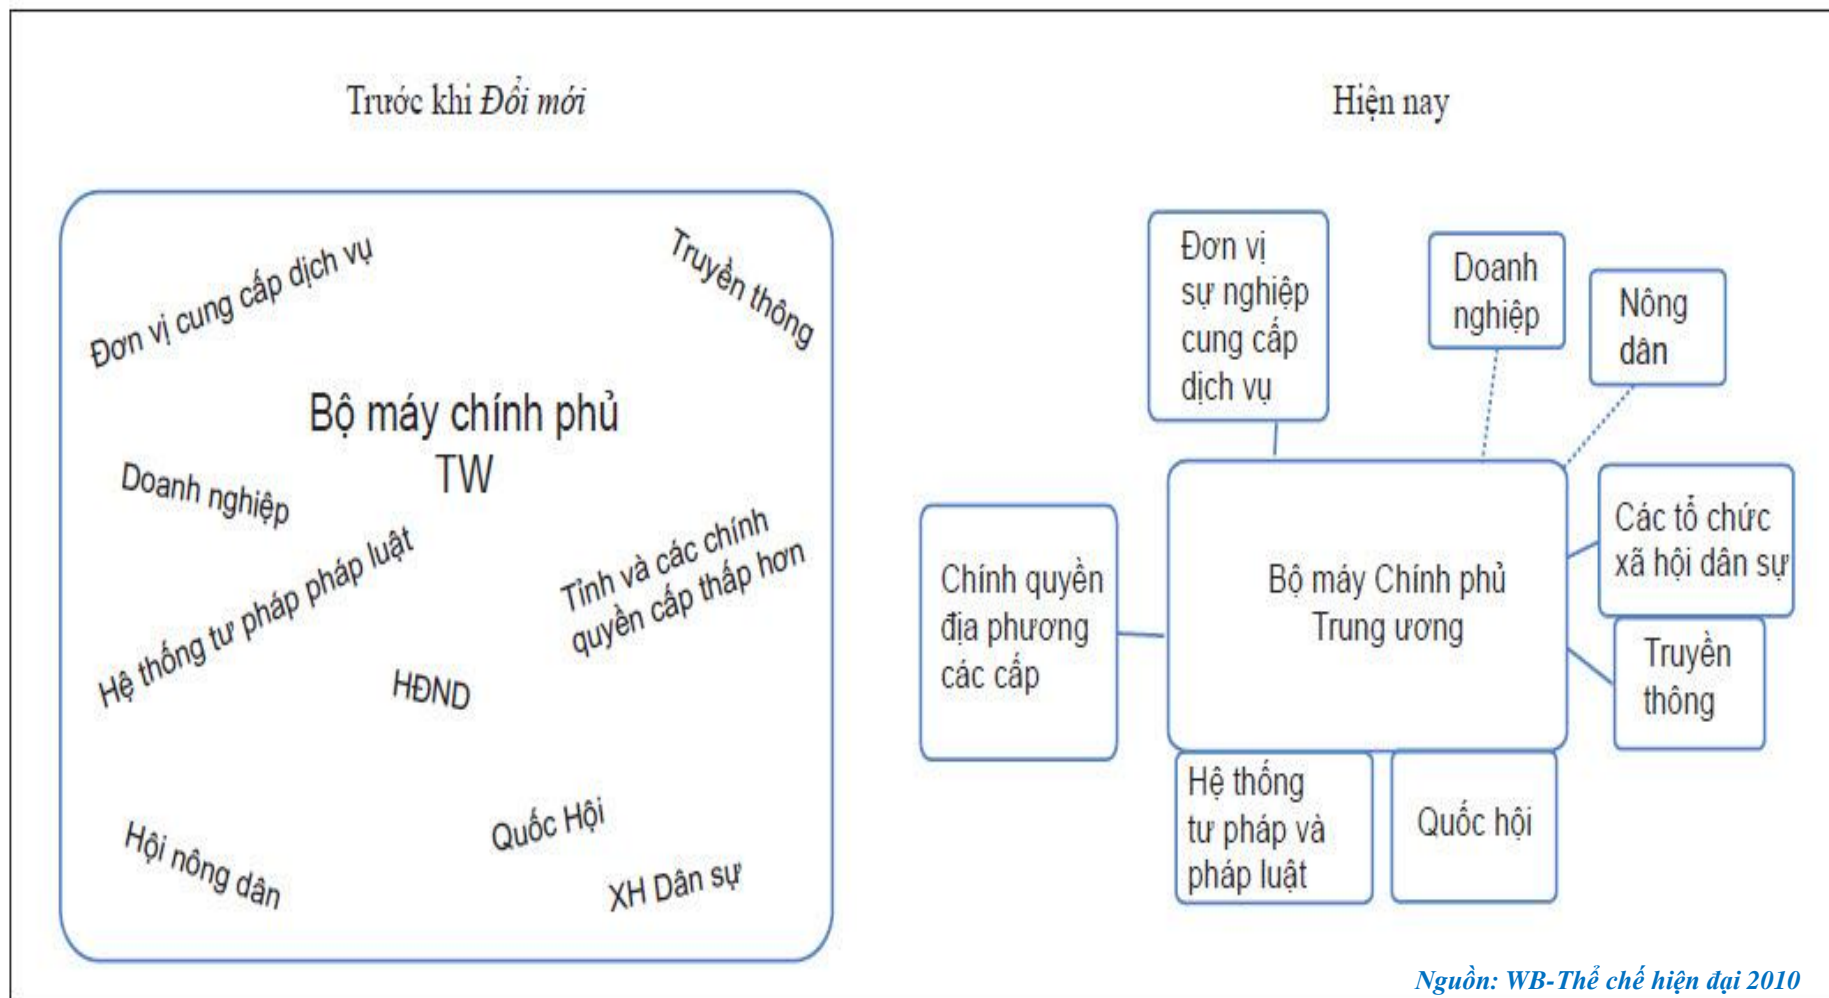 Trước khi Đổi mới
Đơn vị cung cấp dịch vụ
Truyền thông
Bộ máy chính phủ
TW
Doanh nghiệp
Hệ thống tư pháp pháp luật
Tỉnh và các chính
quyền cấp thấp hơn
HĐND
Quốc Hội
Hội nông dân
XH Dân sự
Hiện nay
Đơn vị
sự nghiệp
cung cấp
dịch vụ
Doanh
nghiệp
Nông
dân
Các tổ chức
xã hội dân sự
Chính quyền
địa phương
các cấp
Bộ máy Chính phủ
Trung ương
Truyền
thông
Hệ thống
tư pháp và
pháp luật
Quốc hội
Nguồn: WB-Thể chế hiện đại 2010